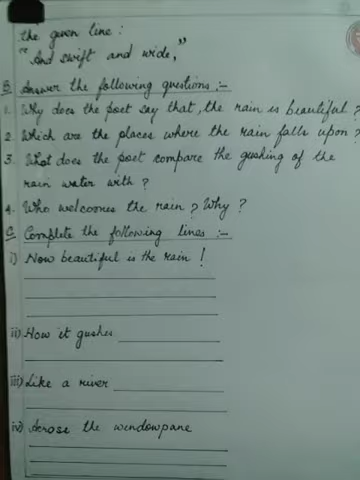 the given line:
"And swift and wide,"
B. Answer the following questions:-
1. Why does the poet say that, the rain is beautiful?
2. Which are the places where the rain falls upon?
3. What does the poet compare the gushing of the
rain water with?
4. Who welcomes the rain? Why?
C. Complete the following lines:-
i) How beautiful is the rain!
ii) How it gushes
iii) Like a river
iv) Across the windowpane